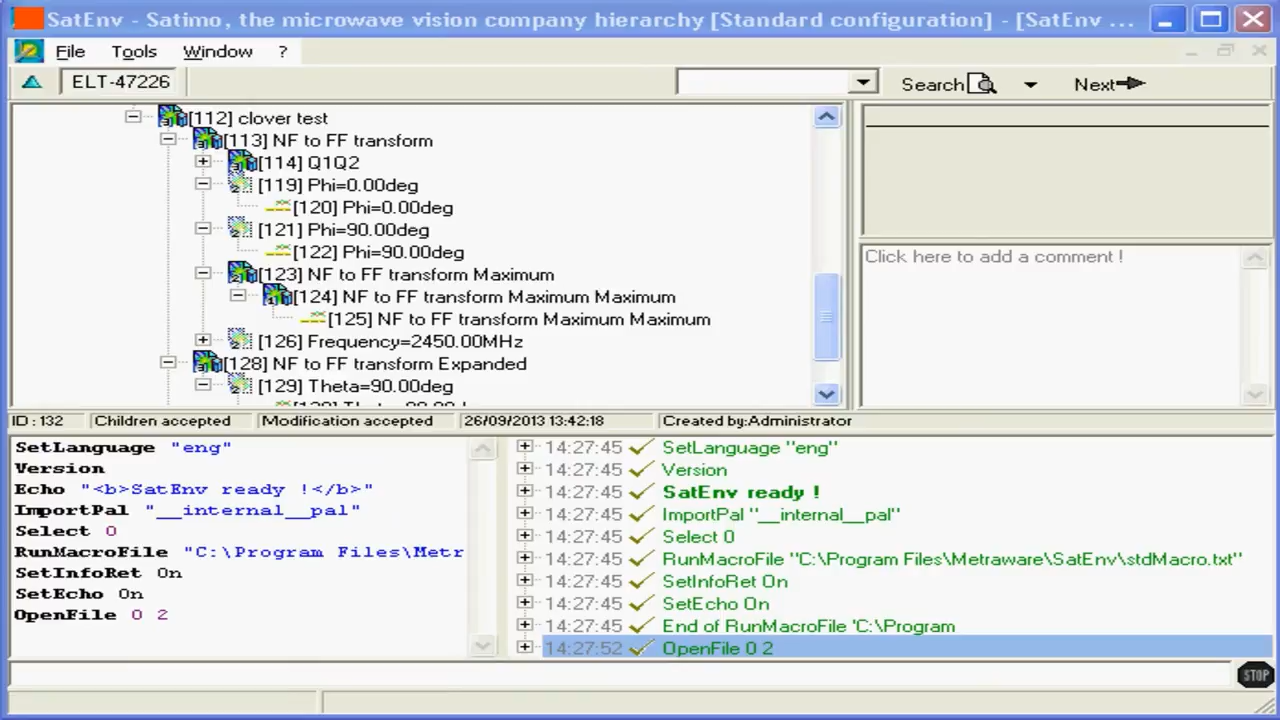 SatEnv - Satimo, the microwave vision company hierarchy [Standard configuration] - [SatEnv ...
File Tools Window ?
ELT-47226 Search Next
[112] clover test
[113] NF to FF transform
[114] Q1Q2
[119] Phi=0.00deg
[120] Phi=0.00deg
[121] Phi=90.00deg
[122] Phi=90.00deg
[123] NF to FF transform Maximum
[124] NF to FF transform Maximum Maximum
[125] NF to FF transform Maximum Maximum
[126] Frequency=2450.00MHz
[128] NF to FF transform Expanded
[129] Theta=90.00deg
Click here to add a comment !
ID : 132 Children accepted Modification accepted 26/09/2013 13:42:18 Created by:Administrator
SetLanguage "eng"
Version
Echo "<b>SatEnv ready !</b>"
ImportPal "__internal__pal"
Select 0
RunMacroFile "C:\Program Files\Metr
SetInfoRet On
SetEcho On
OpenFile 0 2
14:27:45 SetLanguage "eng"
14:27:45 Version
14:27:45 SatEnv ready !
14:27:45 ImportPal "__internal__pal"
14:27:45 Select 0
14:27:45 RunMacroFile "C:\Program Files\Metraware\SatEnv\stdMacro.txt"
14:27:45 SetInfoRet On
14:27:45 SetEcho On
14:27:45 End of RunMacroFile 'C:\Program
14:27:52 OpenFile 0 2
STOP